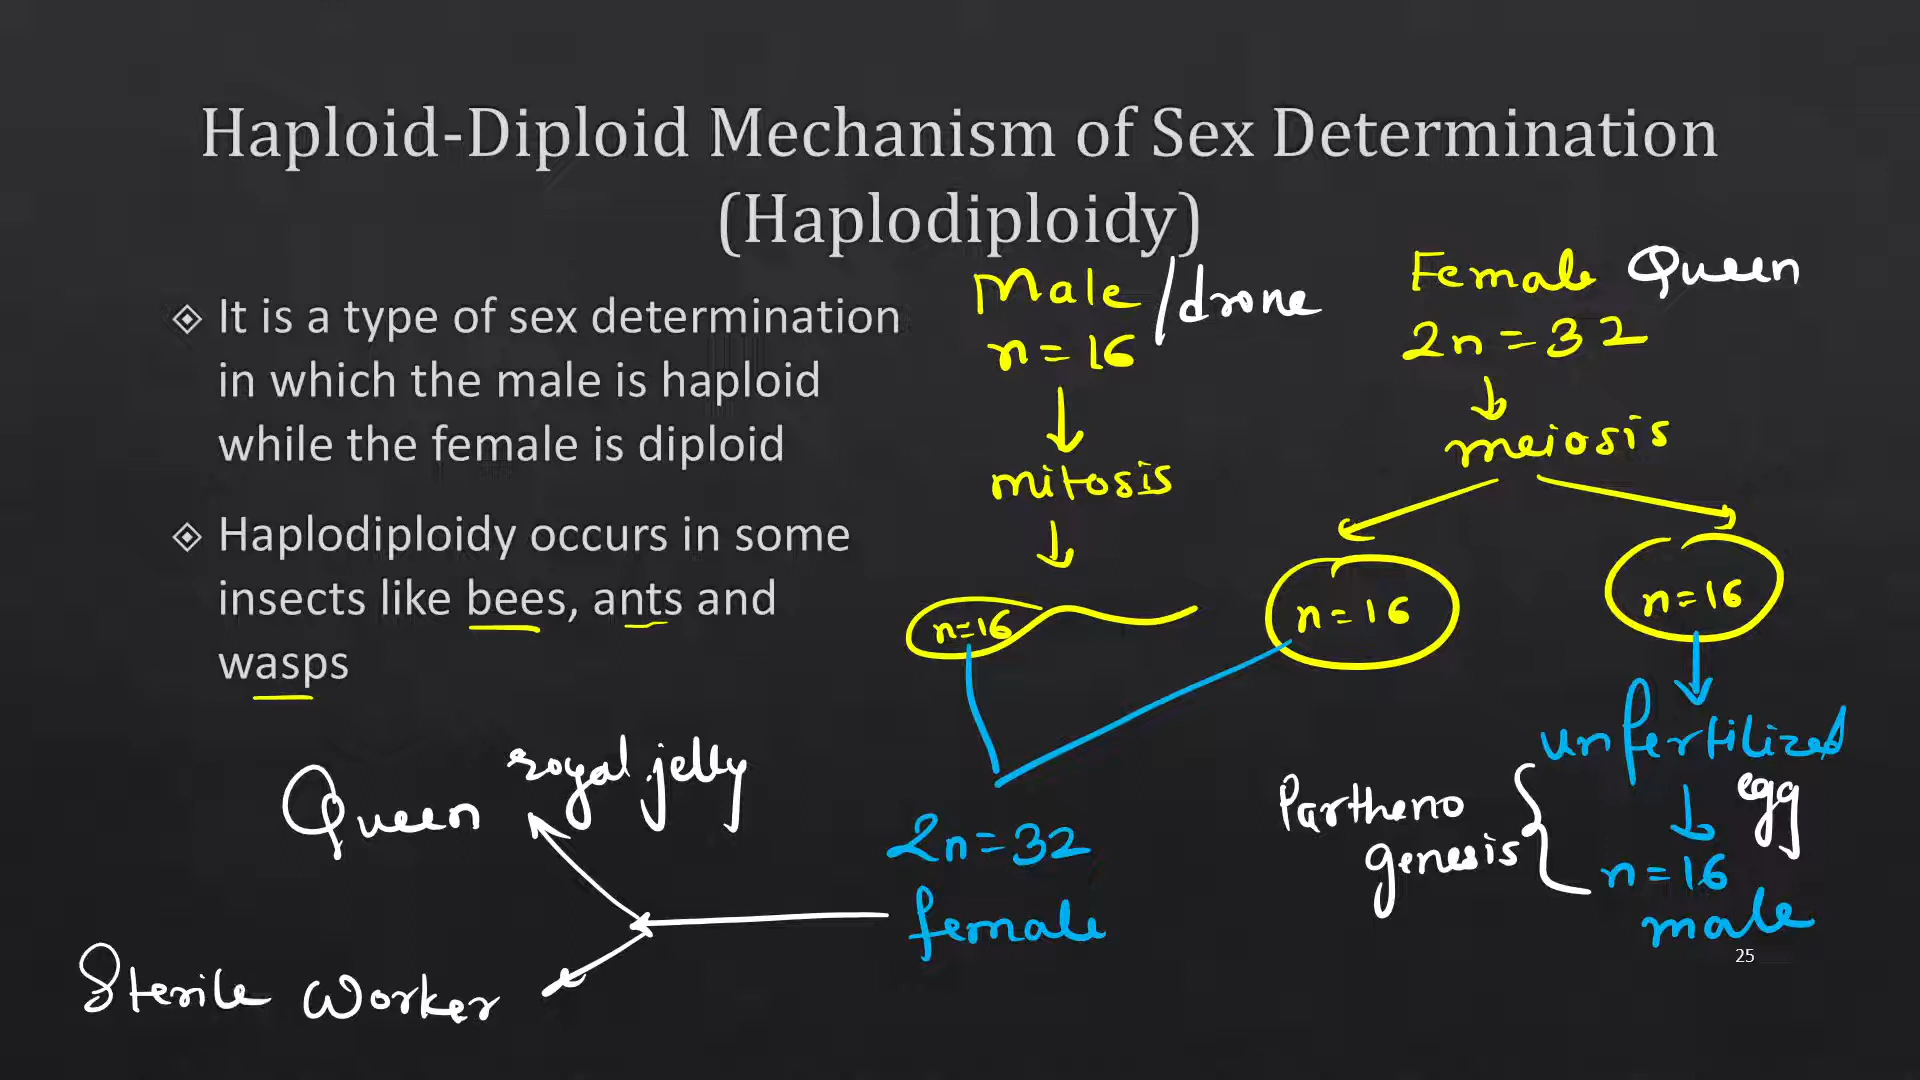 Haploid-Diploid Mechanism of Sex Determination
(Haplodiploidy)
It is a type of sex determination
in which the male is haploid
while the female is diploid
Haplodiploidy occurs in some
insects like bees, ants and
wasps
Male /drone
n=16
mitosis
n=16
Female Queen
2n=32
meiosis
n=16
n=16
unfertilized
egg
n=16
male
Partheno
genesis
2n=32
female
Queen
royal jelly
Sterile worker
25